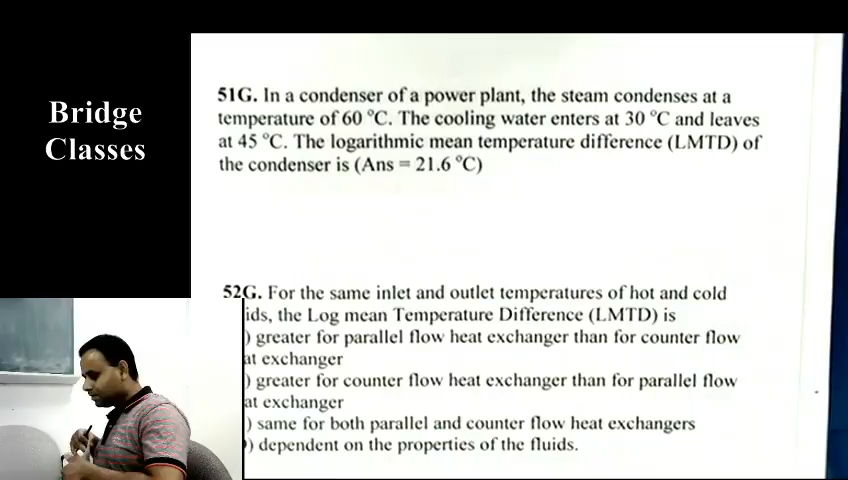 Bridge
Classes
51G. In a condenser of a power plant, the steam condenses at a
temperature of 60 °C. The cooling water enters at 30 °C and leaves
at 45 °C. The logarithmic mean temperature difference (LMTD) of
the condenser is (Ans = 21.6 °C)
52G. For the same inlet and outlet temperatures of hot and cold
ids, the Log mean Temperature Difference (LMTD) is
) greater for parallel flow heat exchanger than for counter flow
at exchanger
) greater for counter flow heat exchanger than for parallel flow
at exchanger
) same for both parallel and counter flow heat exchangers
) dependent on the properties of the fluids.